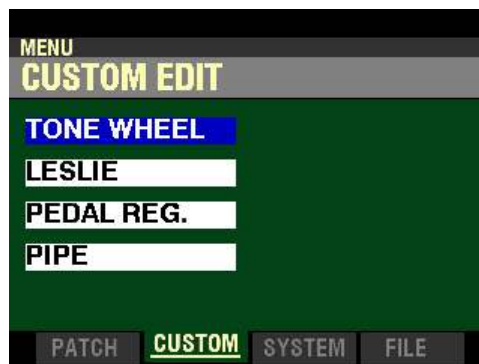 MENU
CUSTOM EDIT
TONE WHEEL
LESLIE
PEDAL REG.
PIPE
PATCH CUSTOM SYSTEM FILE